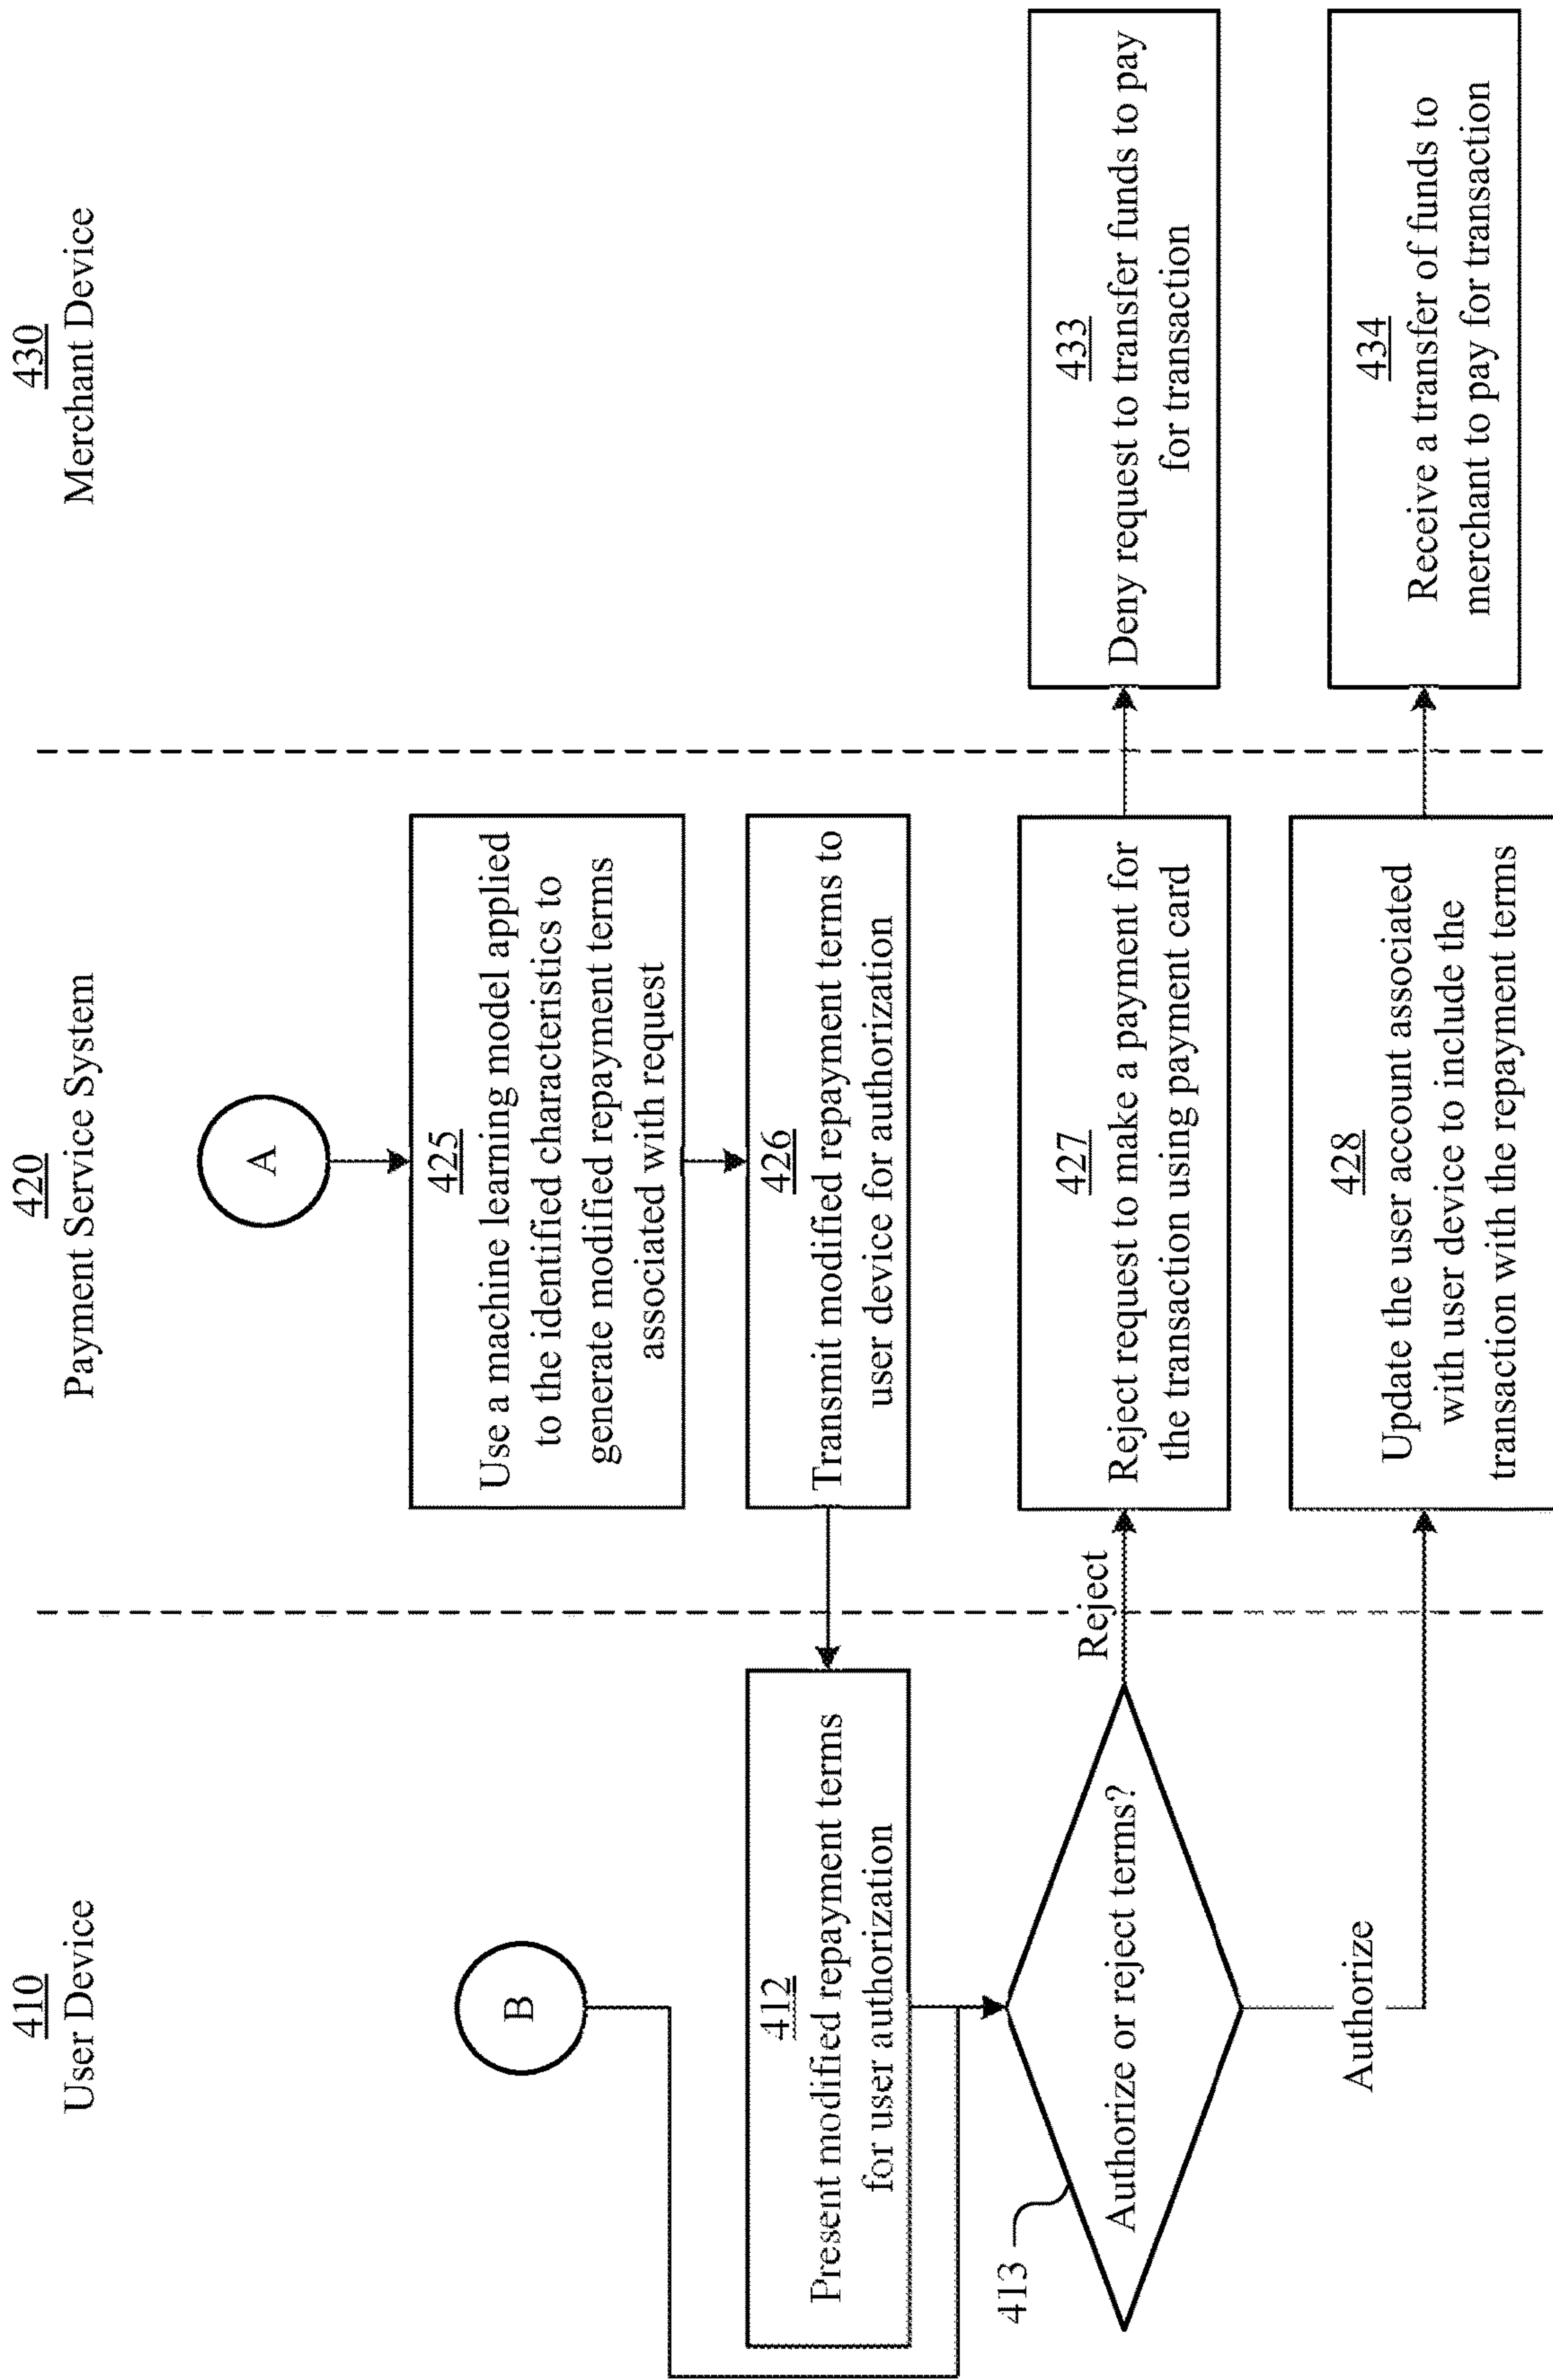 410
User Device
420
Payment Service System
430
Merchant Device
A
B
425
Use a machine learning model applied
to the identified characteristics to
generate modified repayment terms
associated with request
426
Transmit modified repayment terms to
user device for authorization
412
Present modified repayment terms
for user authorization
413
Authorize or reject terms?
Reject
427
Reject request to make a payment for
the transaction using payment card
433
Deny request to transfer funds to pay
for transaction
Authorize
428
Update the user account associated
with user device to include the
transaction with the repayment terms
434
Receive a transfer of funds to
merchant to pay for transaction